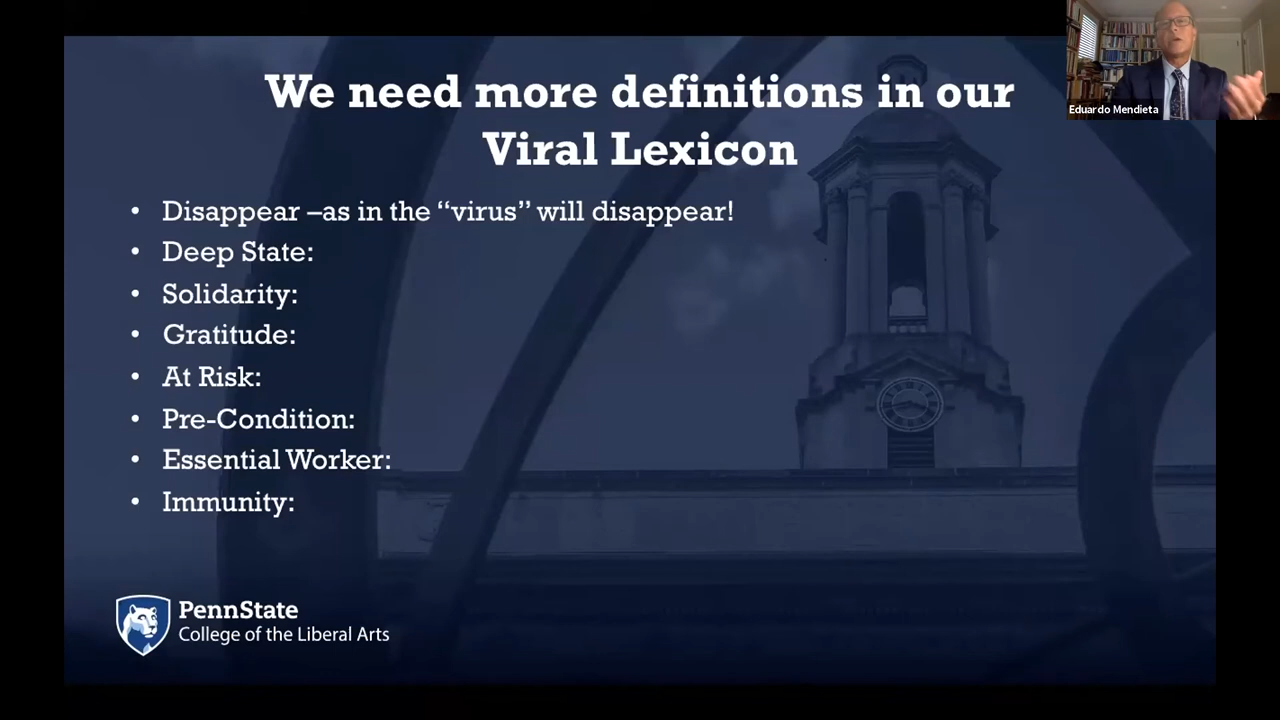 We need more definitions in our
Viral Lexicon
Eduardo Mendieta
• Disappear –as in the “virus” will disappear!
• Deep State:
• Solidarity:
• Gratitude:
• At Risk:
• Pre-Condition:
• Essential Worker:
• Immunity:
PennState
College of the Liberal Arts